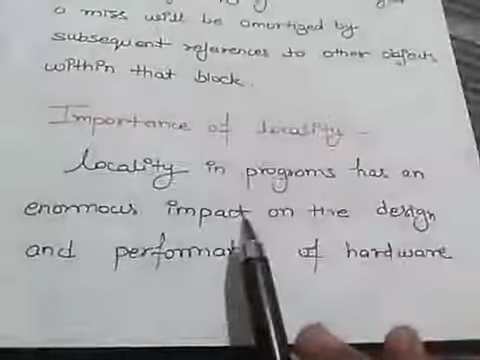 a miss will be amortized by
subsequent references to other objects
within that block.
Importance of locality -
locality in programs has an
enormous impact on the design
and of hardware